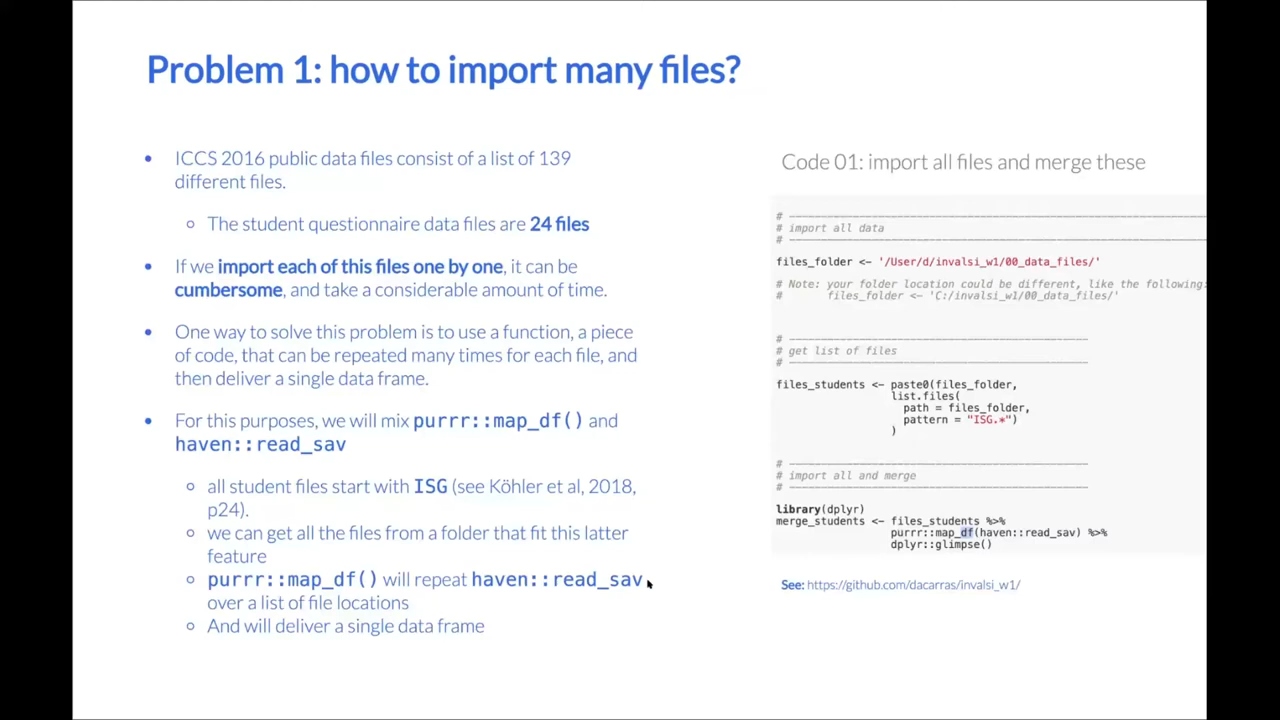 Problem 1: how to import many files?
• ICCS 2016 public data files consist of a list of 139
different files.
○ The student questionnaire data files are 24 files
• If we import each of this files one by one, it can be
cumbersome, and take a considerable amount of time.
• One way to solve this problem is to use a function, a piece
of code, that can be repeated many times for each file, and
then deliver a single data frame.
• For this purposes, we will mix purrr::map_df() and
haven::read_sav
○ all student files start with ISG (see Köhler et al, 2018,
p24).
○ we can get all the files from a folder that fit this latter
feature
○ purrr::map_df() will repeat haven::read_sav
over a list of file locations
○ And will deliver a single data frame
Code 01: import all files and merge these
# ------------------------------------------------------------------
# import all data
# ------------------------------------------------------------------
files_folder <- '/User/d/invalsi_w1/00_data_files/'
# Note: your folder location could be different, like the following:
#       files_folder <- 'C:/invalsi_w1/00_data_files/'
# -----------------------------------------------
# get list of files
# -----------------------------------------------
files_students <- paste0(files_folder,
list.files(
path = files_folder,
pattern = "ISG.*")
)
# -----------------------------------------------
# import all and merge
# -----------------------------------------------
library(dplyr)
merge_students <- files_students %>%
purrr::map_df(haven::read_sav) %>%
dplyr::glimpse()
See: https://github.com/dacarras/invalsi_w1/